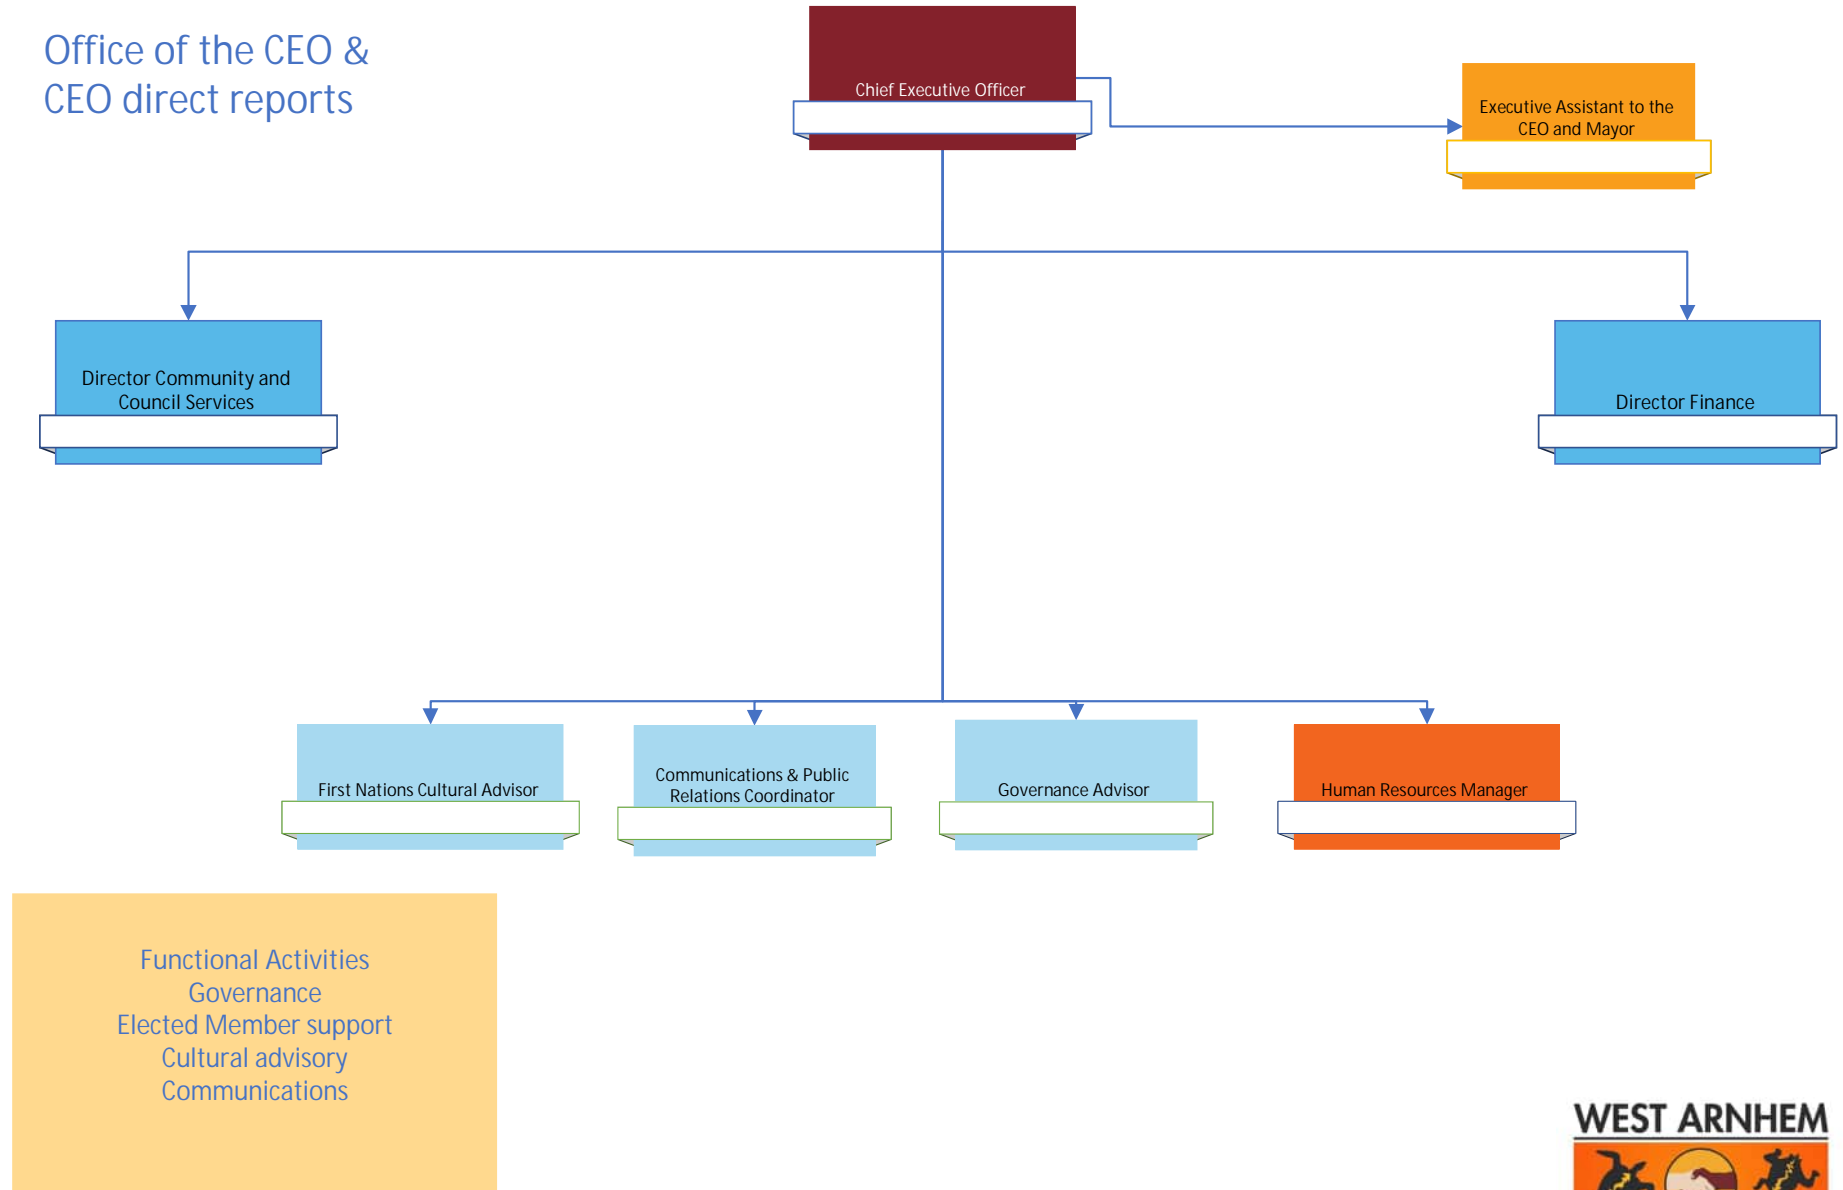 Office of the CEO &
CEO direct reports
Chief Executive Officer
Executive Assistant to the
CEO and Mayor
Director Community and
Council Services
Director Finance
First Nations Cultural Advisor
Communications & Public
Relations Coordinator
Governance Advisor
Human Resources Manager
Functional Activities
Governance
Elected Member support
Cultural advisory
Communications
WEST ARNHEM